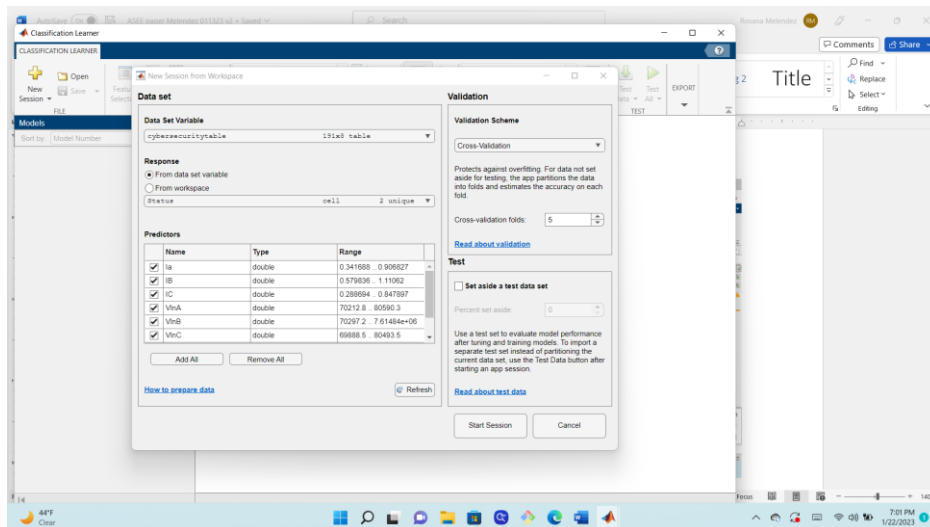 AutoSave On ASEE paper Melendez 011323 v3 • Saved
Search
Rosana Melendez RM
Classification Learner
CLASSIFICATION LEARNER
?
Comments
Share
New
Session
Open
Save
FILE
Test
Test
All
TEST
EXPORT
Title
Find
Replace
Select
Editing
Models
Sort by: Model Number
New Session from Workspace
Data set
Data Set Variable
cybersecuritytable 191x8 table
Response
From data set variable
From workspace
Status cell 2 unique
Predictors
Name Type Range
Ia double 0.341688 .. 0.906827
IB double 0.579836 .. 1.11062
IC double 0.288694 .. 0.847897
VlnA double 70212.8 .. 80590.3
VlnB double 70297.2 .. 7.61484e+06
VlnC double 69888.5 .. 80493.5
Add All
Remove All
How to prepare data
Refresh
Validation
Validation Scheme
Cross-Validation
Protects against overfitting. For data not set
aside for testing, the app partitions the data
into folds and estimates the accuracy on each
fold.
Cross-validation folds: 5
Read about validation
Test
Set aside a test data set
Percent set aside: 0
Use a test set to evaluate model performance
after tuning and training models. To import a
separate test set instead of partitioning the
current data set, use the Test Data button after
starting an app session.
Read about test data
Start Session
Cancel
Focus
44°F
Clear
7:01 PM
1/22/2023